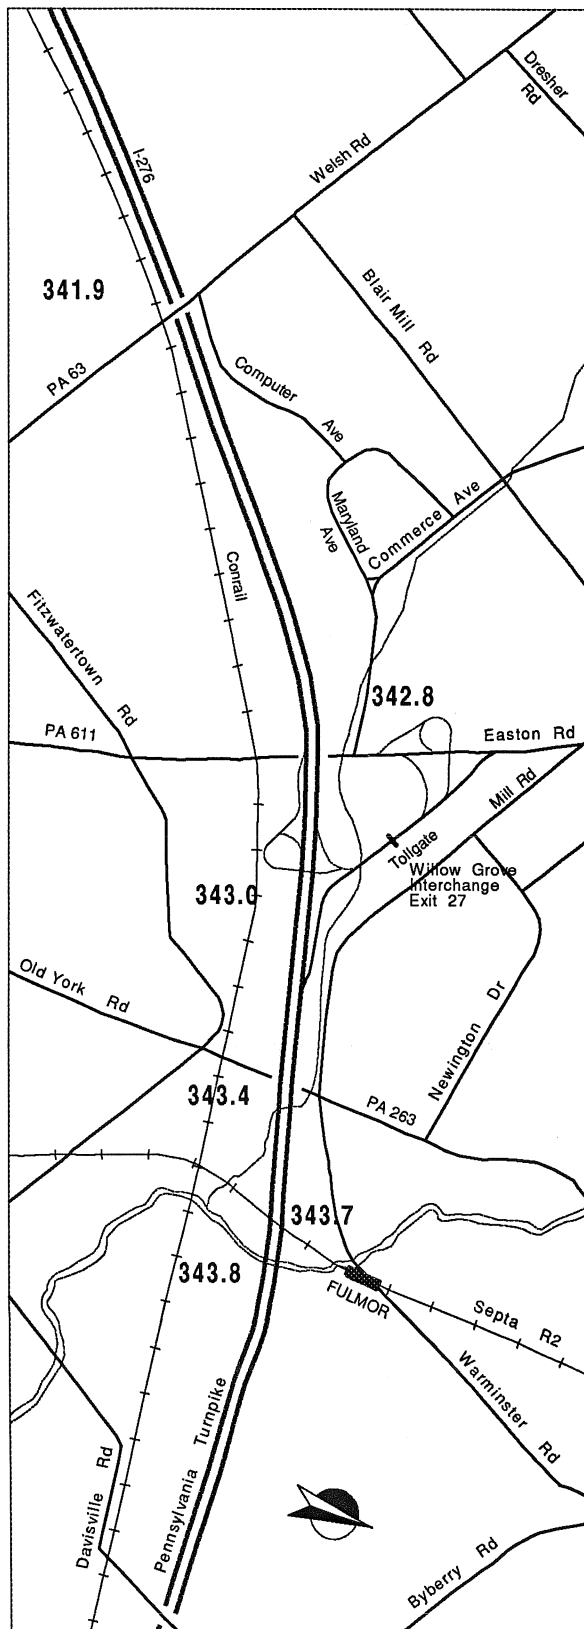 Dresher
Rd
Welsh Rd
I-276
341.9
Blair Mill Rd
PA 63
Computer
Ave
Maryland
Ave
Commerce Ave
Conrail
Fitzwatertown
Rd
342.8
PA 611
Easton Rd
Mill Rd
Tollgate
Willow Grove
Interchange
Exit 27
343.0
Old York Rd
Newington Dr
343.4
PA 263
343.7
343.8
FULMOR
Septa R2
Warminster
Rd
Pennsylvania Turnpike
Davisville Rd
Byberry Rd